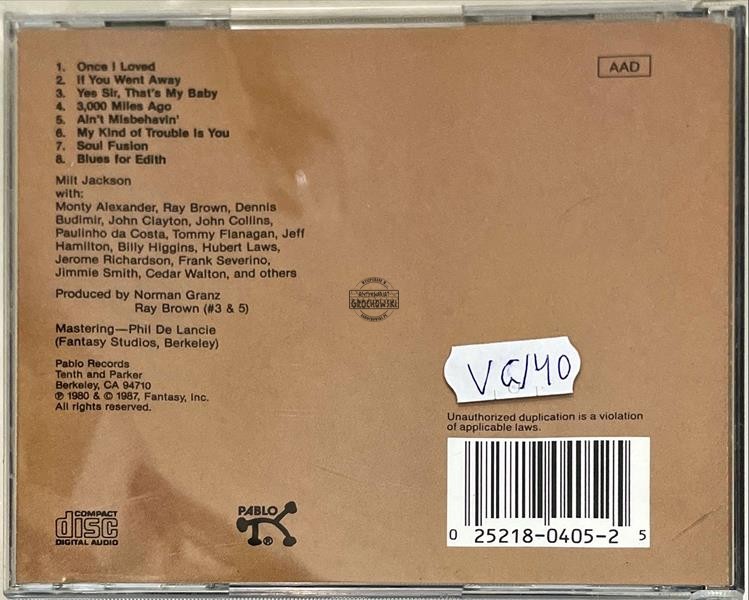 1. Once I Loved
2. If You Went Away
3. Yes Sir, That's My Baby
4. 3,000 Miles Ago
5. Ain't Misbehavin'
6. My Kind of Trouble is You
7. Soul Fusion
8. Blues for Edith
AAD
Milt Jackson
with:
Monty Alexander, Ray Brown, Dennis
Budimir, John Clayton, John Collins,
Paulinho da Costa, Tommy Flanagan, Jeff
Hamilton, Billy Higgins, Hubert Laws,
Jerome Richardson, Frank Severino,
Jimmie Smith, Cedar Walton, and others
Produced by Norman Granz
Ray Brown (#3 & 5)
Mastering—Phil De Lancie
(Fantasy Studios, Berkeley)
Pablo Records
Tenth and Parker
Berkeley, CA 94710
℗ 1980 & © 1987, Fantasy, Inc.
All rights reserved.
GROCHOWSKI
VG/40
Unauthorized duplication is a violation
of applicable laws.
0 25218-0405-2 5
COMPACT
disc
DIGITAL AUDIO
PABLO
®